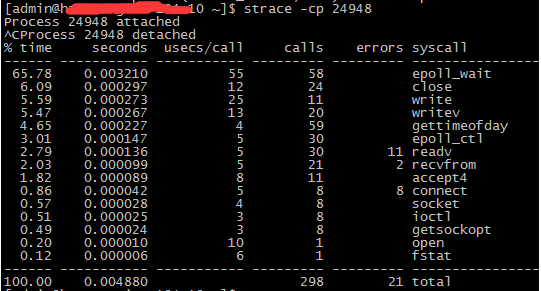 [admin@h 10 ~]$ strace -cp 24948
Process 24948 attached
^CProcess 24948 detached
% time     seconds  usecs/call     calls    errors syscall
------ ----------- ----------- --------- --------- ----------------
 65.78    0.003210          55        58           epoll_wait
  6.09    0.000297          12        24           close
  5.59    0.000273          25        11           write
  5.47    0.000267          13        20           writev
  4.65    0.000227           4        59           gettimeofday
  3.01    0.000147           5        30           epoll_ctl
  2.79    0.000136           5        30        11 readv
  2.03    0.000099           5        21         2 recvfrom
  1.82    0.000089           8        11           accept4
  0.86    0.000042           5         8         8 connect
  0.57    0.000028           4         8           socket
  0.51    0.000025           3         8           ioctl
  0.49    0.000024           3         8           getsockopt
  0.20    0.000010          10         1           open
  0.12    0.000006           6         1           fstat
------ ----------- ----------- --------- --------- ----------------
100.00    0.004880                   298        21 total